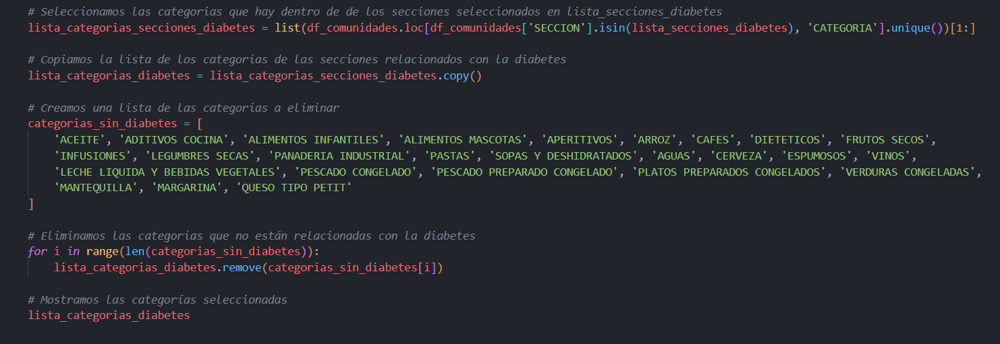 # Seleccionamos las categorias que hay dentro de de los secciones seleccionados en lista_secciones_diabetes
lista_categorias_secciones_diabetes = list(df_comunidades.loc[df_comunidades['SECCION'].isin(lista_secciones_diabetes), 'CATEGORIA'].unique())[1:]
# Copiamos la lista de los categorias de las secciones relacionados con la diabetes
lista_categorias_diabetes = lista_categorias_secciones_diabetes.copy()
# Creamos una lista de las categorias a eliminar
categorias_sin_diabetes = [
'ACEITE', 'ADITIVOS COCINA', 'ALIMENTOS INFANTILES', 'ALIMENTOS MASCOTAS', 'APERITIVOS', 'ARROZ', 'CAFES', 'DIETETICOS', 'FRUTOS SECOS',
'INFUSIONES', 'LEGUMBRES SECAS', 'PANADERIA INDUSTRIAL', 'PASTAS', 'SOPAS Y DESHIDRATADOS', 'AGUAS', 'CERVEZA', 'ESPUMOSOS', 'VINOS',
'LECHE LIQUIDA Y BEBIDAS VEGETALES', 'PESCADO CONGELADO', 'PESCADO PREPARADO CONGELADO', 'PLATOS PREPARADOS CONGELADOS', 'VERDURAS CONGELADAS',
'MANTEQUILLA', 'MARGARINA', 'QUESO TIPO PETIT'
]
# Eliminamos las categorias que no están relacionadas con la diabetes
for i in range(len(categorias_sin_diabetes)):
lista_categorias_diabetes.remove(categorias_sin_diabetes[i])
# Mostramos las categorías seleccionadas
lista_categorias_diabetes